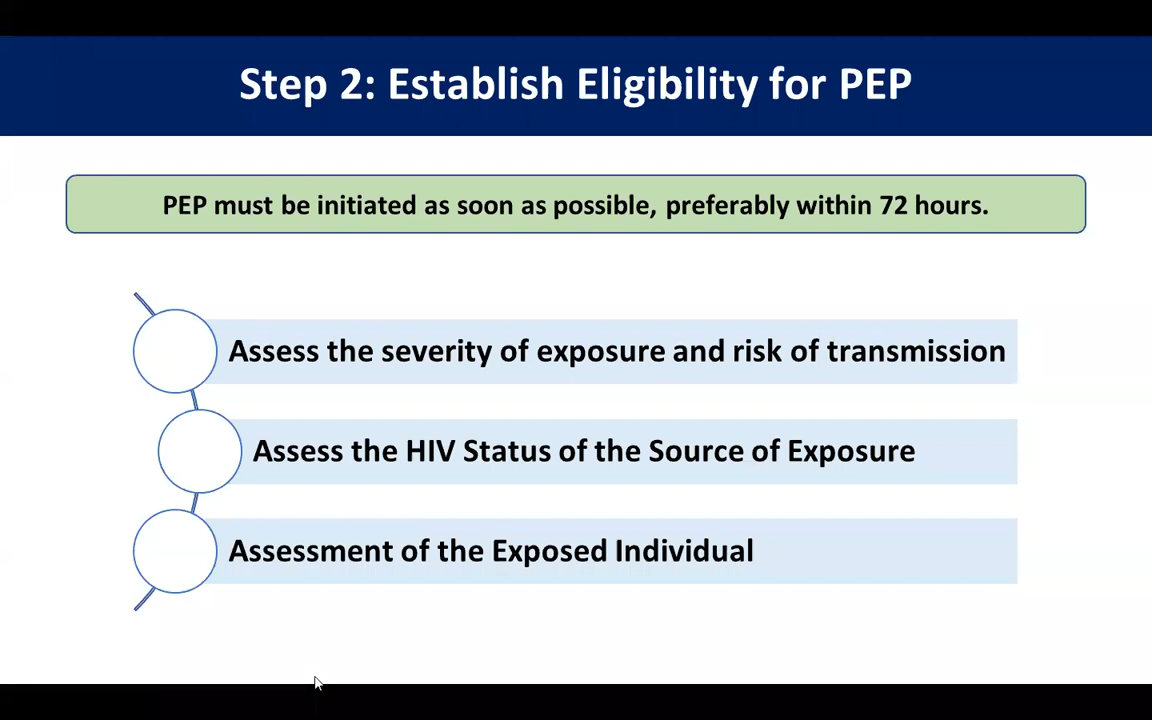 Step 2: Establish Eligibility for PEP
PEP must be initiated as soon as possible, preferably within 72 hours.
Assess the severity of exposure and risk of transmission
Assess the HIV Status of the Source of Exposure
Assessment of the Exposed Individual